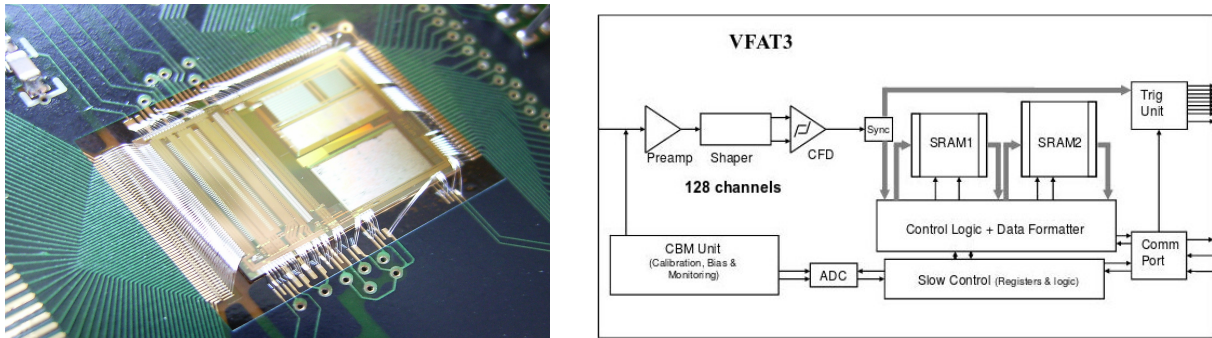 VFAT3
Preamp
Shaper
CFD
Sync
SRAM1
SRAM2
Trig
Unit
128 channels
Control Logic + Data Formatter
CBM Unit
(Calibration, Bias &
Monitoring)
ADC
Slow Control (Registers & logic)
Comm
Port